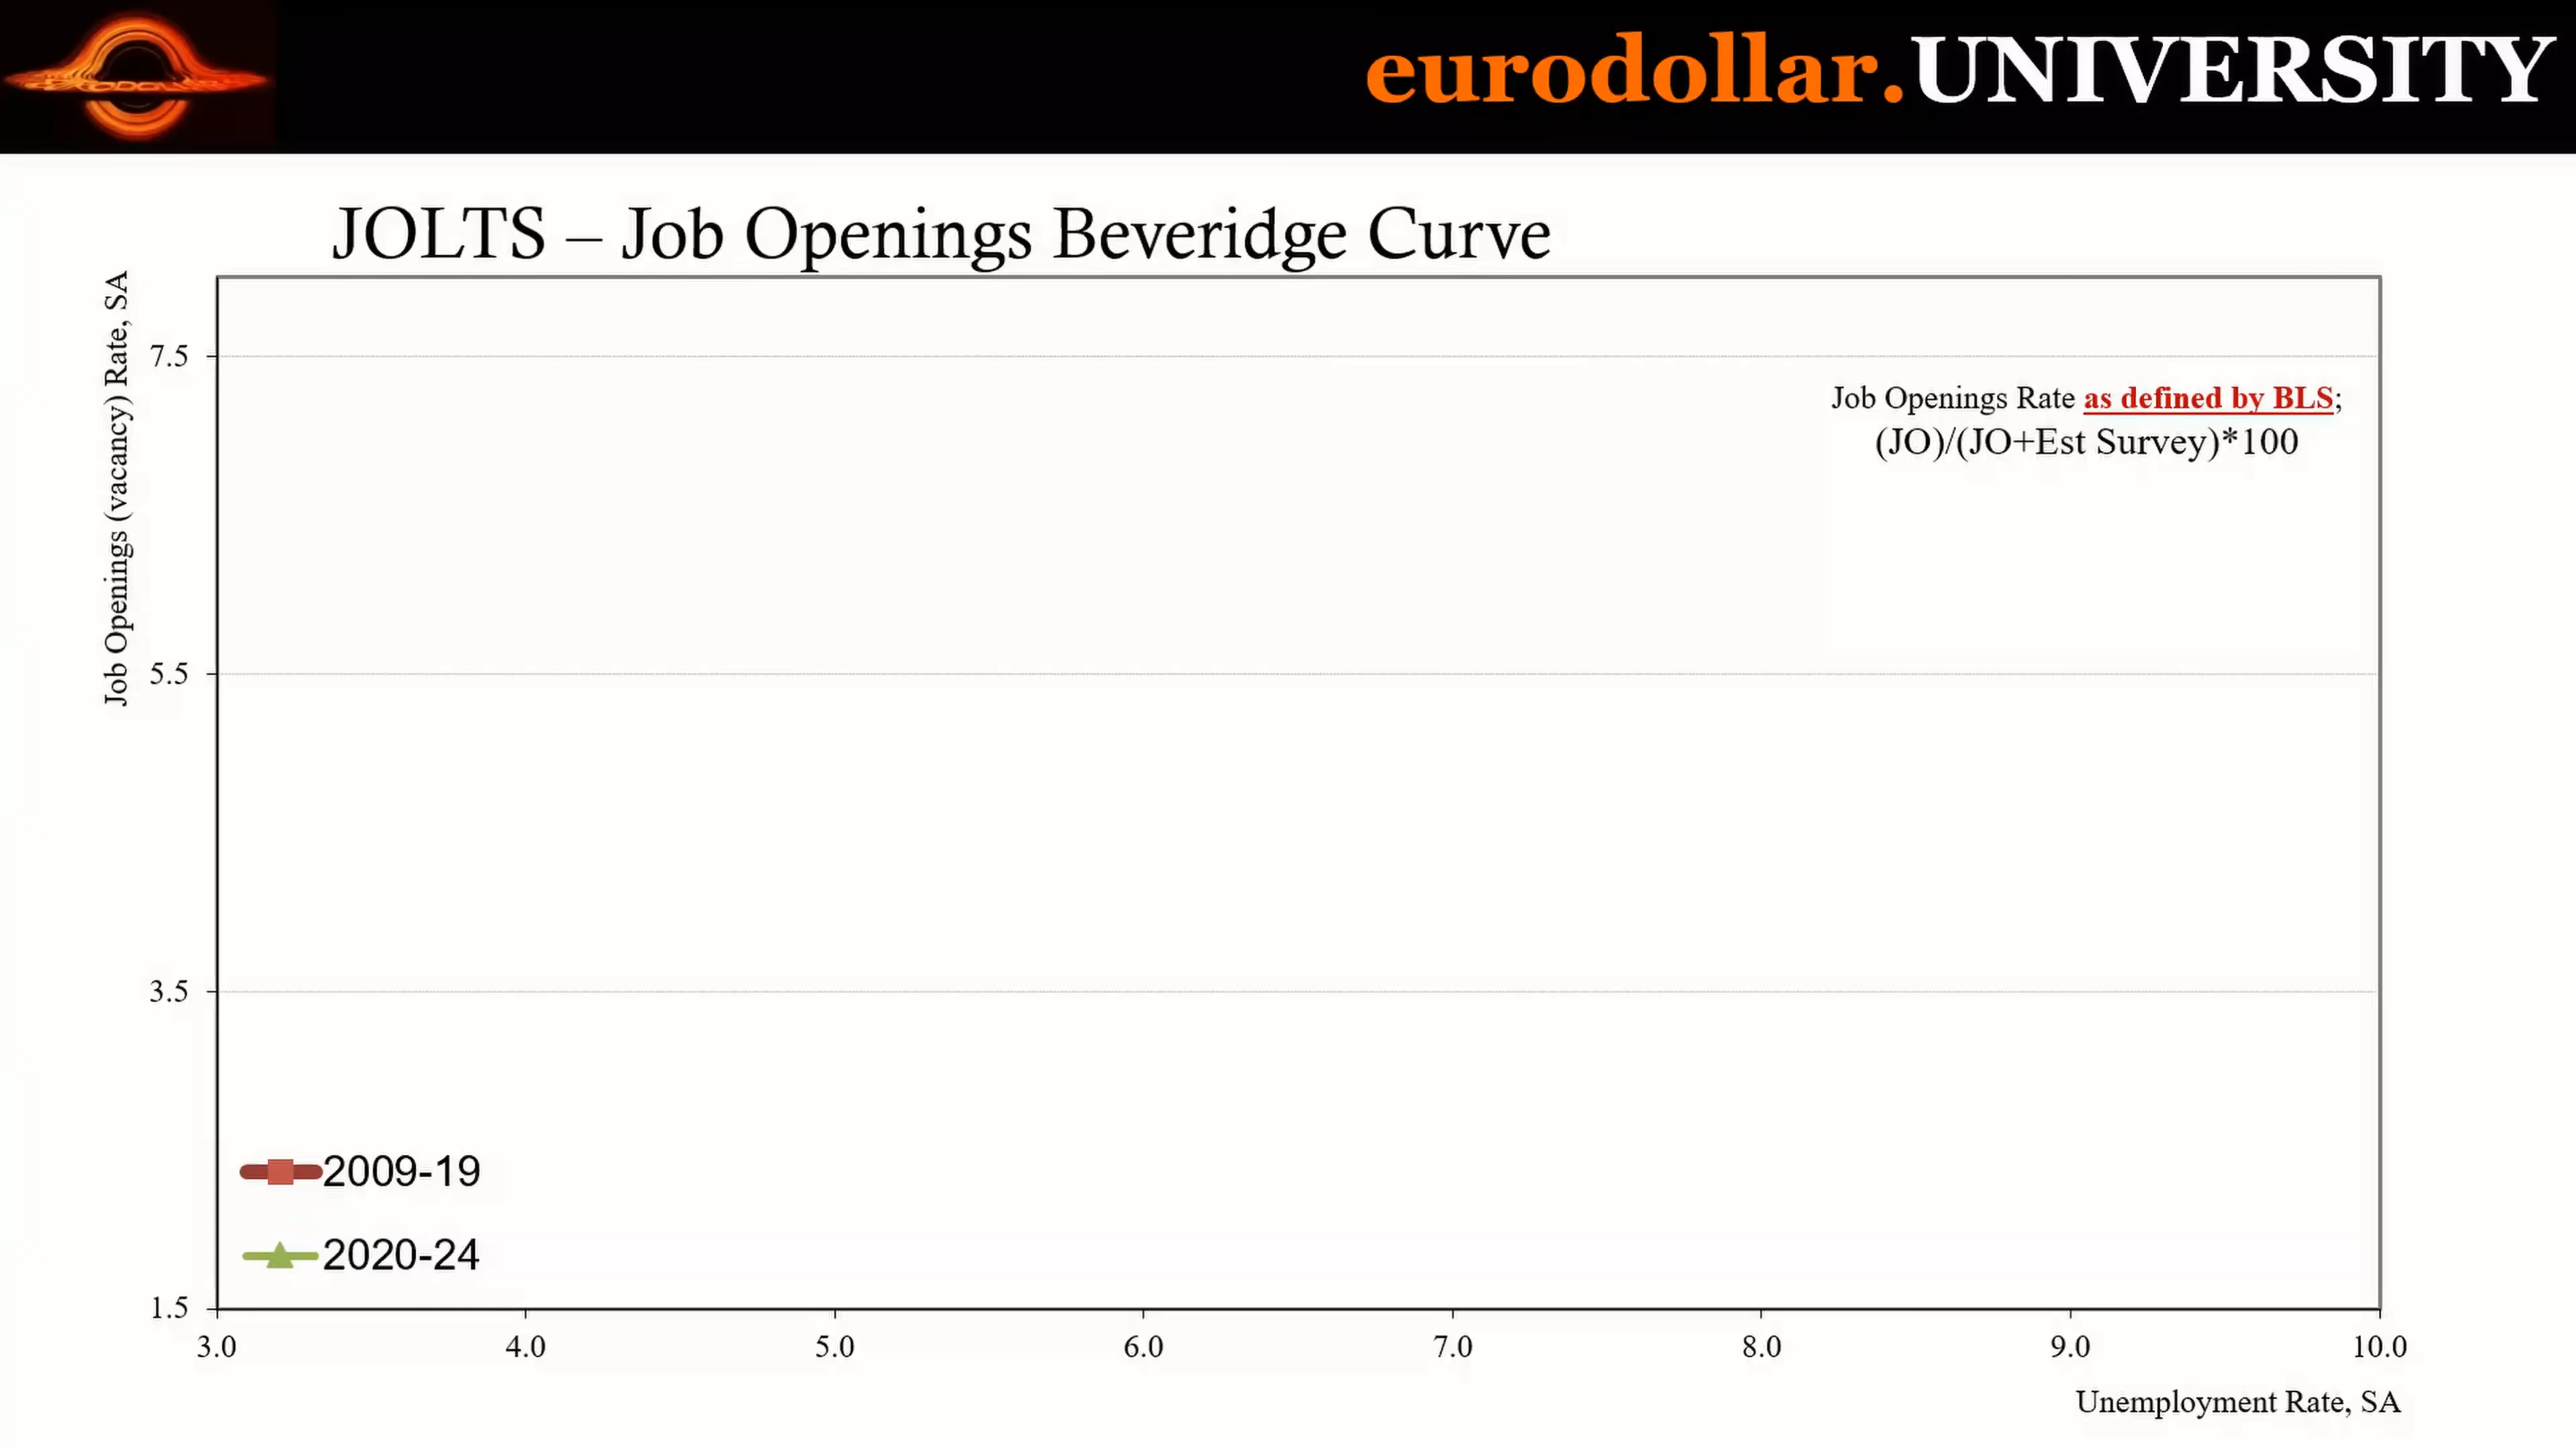 eurodollar.UNIVERSITY
JOLTS – Job Openings Beveridge Curve
Job Openings (vacancy) Rate, SA
7.5
Job Openings Rate as defined by BLS;
(JO)/(JO+Est Survey)*100
5.5
3.5
2009-19
2020-24
1.5
3.0 4.0 5.0 6.0 7.0 8.0 9.0 10.0
Unemployment Rate, SA